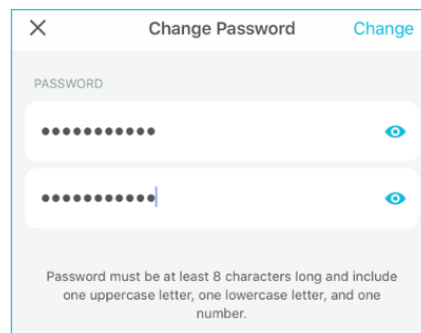 Change Password
Change
PASSWORD
•••••••••••
•••••••••••
Password must be at least 8 characters long and include
one uppercase letter, one lowercase letter, and one
number.